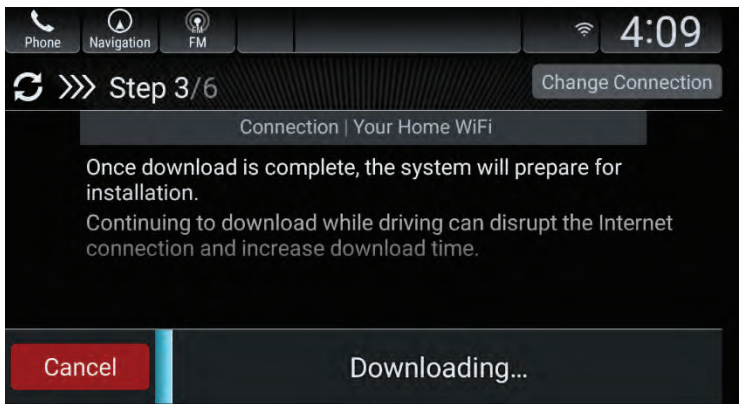 Phone
Navigation
FM
4:09
Step 3/6
Change Connection
Connection | Your Home WiFi
Once download is complete, the system will prepare for
installation.
Continuing to download while driving can disrupt the Internet
connection and increase download time.
Cancel
Downloading...